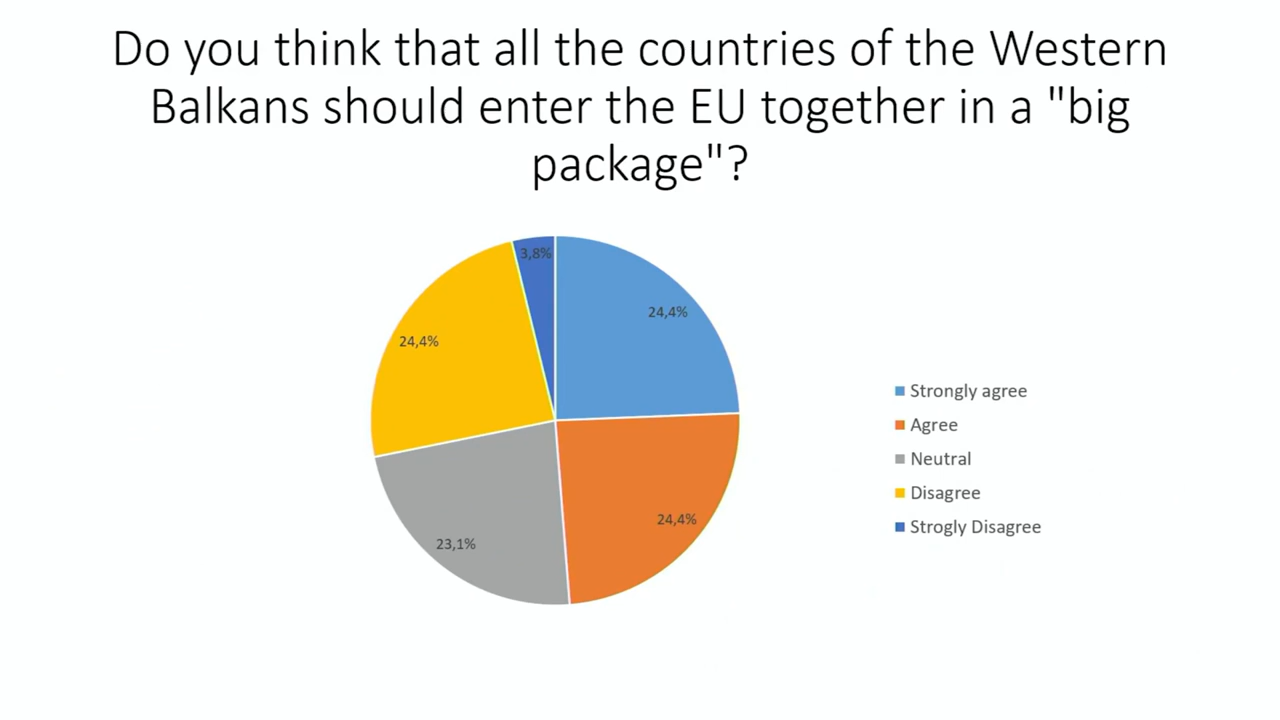 Do you think that all the countries of the Western
Balkans should enter the EU together in a "big
package"?
3,8%
24,4%
24,4%
24,4%
23,1%
Strongly agree
Agree
Neutral
Disagree
Strogly Disagree